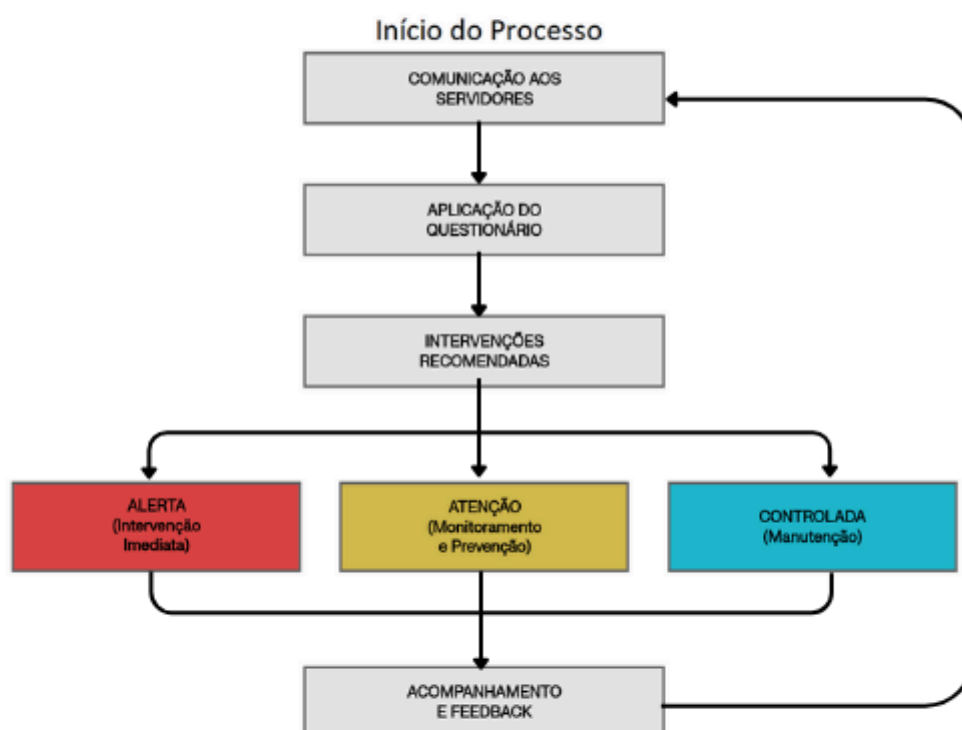 Início do Processo
COMUNICAÇÃO AOS
SERVIDORES
APLICAÇÃO DO
QUESTIONÁRIO
INTERVENÇÕES
RECOMENDADAS
ALERTA
(Intervenção
Imediata)
ATENÇÃO
(Monitoramento
e Prevenção)
CONTROLADA
(Manutenção)
ACOMPANHAMENTO
E FEEDBACK